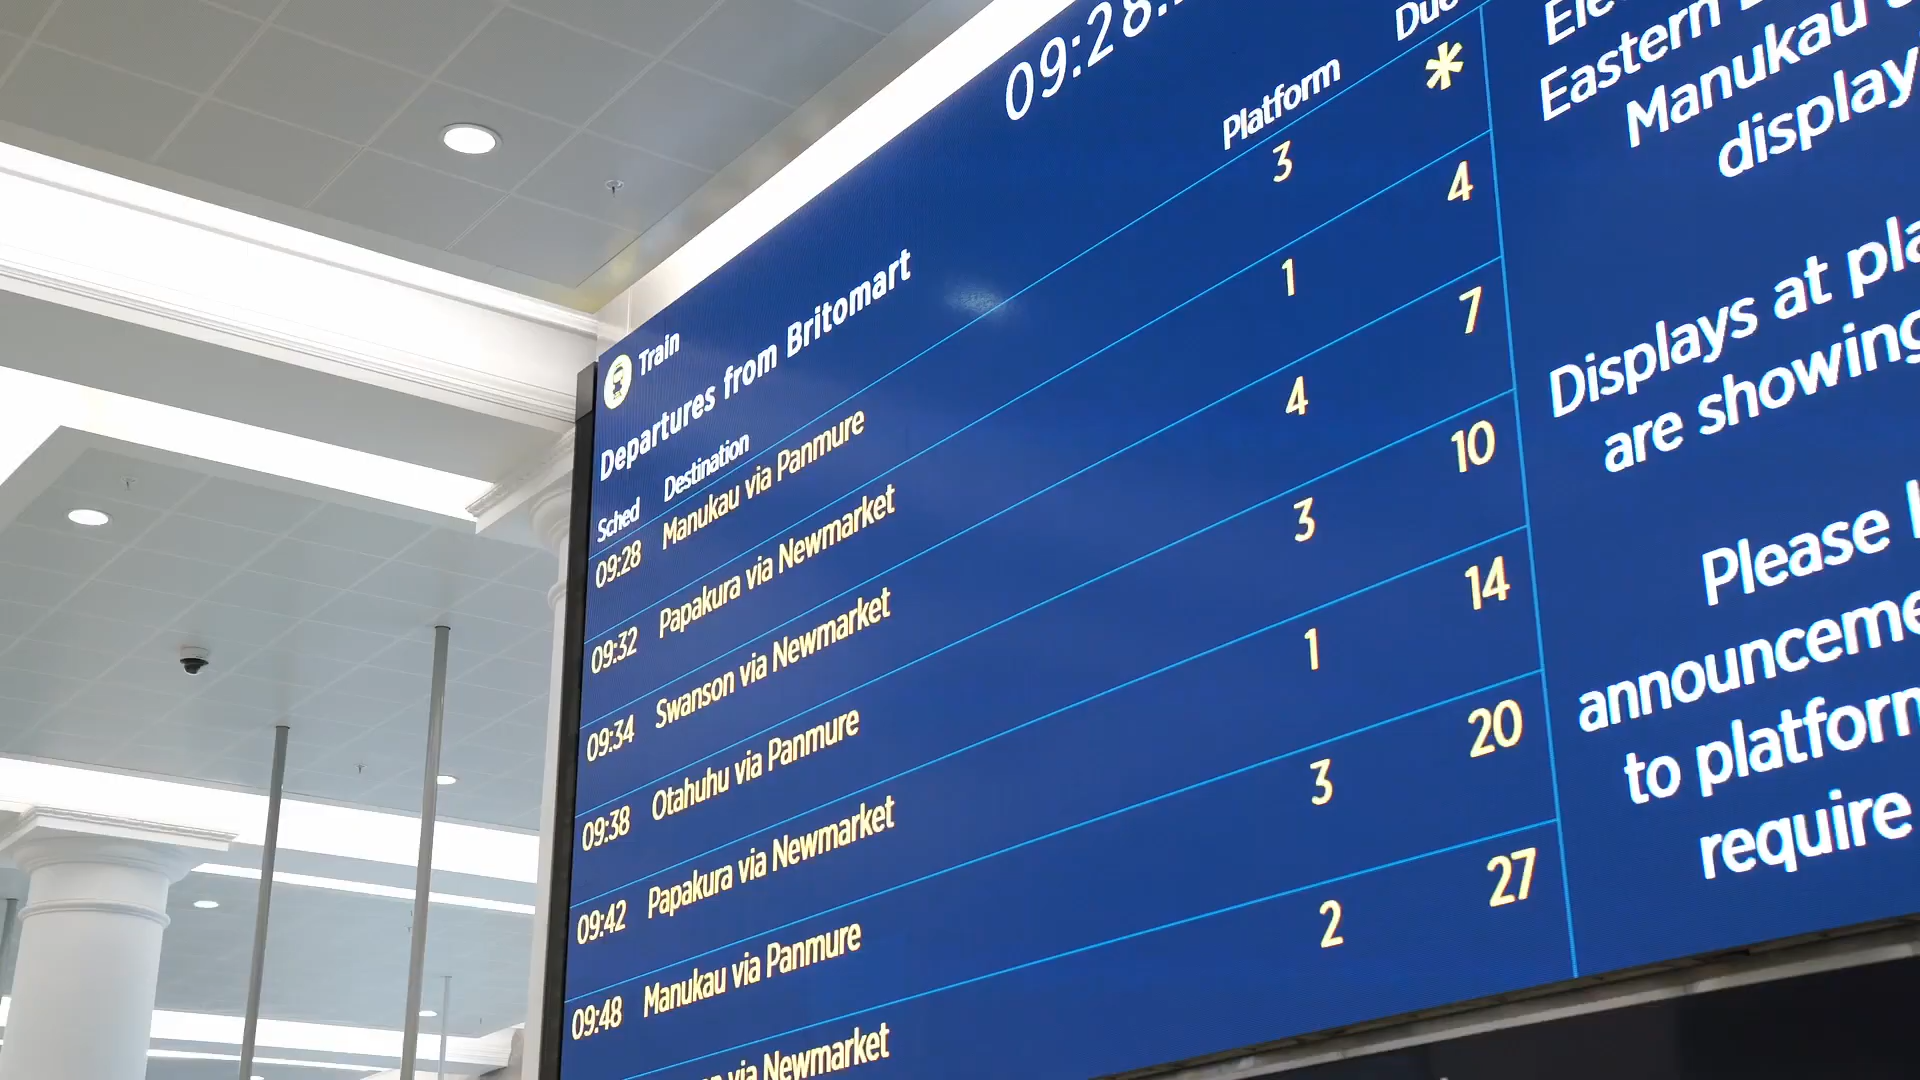 09:28:
Train
Departures from Britomart
Sched Destination Platform Due
09:28 Manukau via Panmure 3 *
09:32 Papakura via Newmarket 1 4
09:34 Swanson via Newmarket 4 7
09:38 Otahuhu via Panmure 3 10
09:42 Papakura via Newmarket 1 14
09:48 Manukau via Panmure 3 20
via Newmarket 2 27
Eastern
Manukau
display
Displays at
are showing
Please
to
require